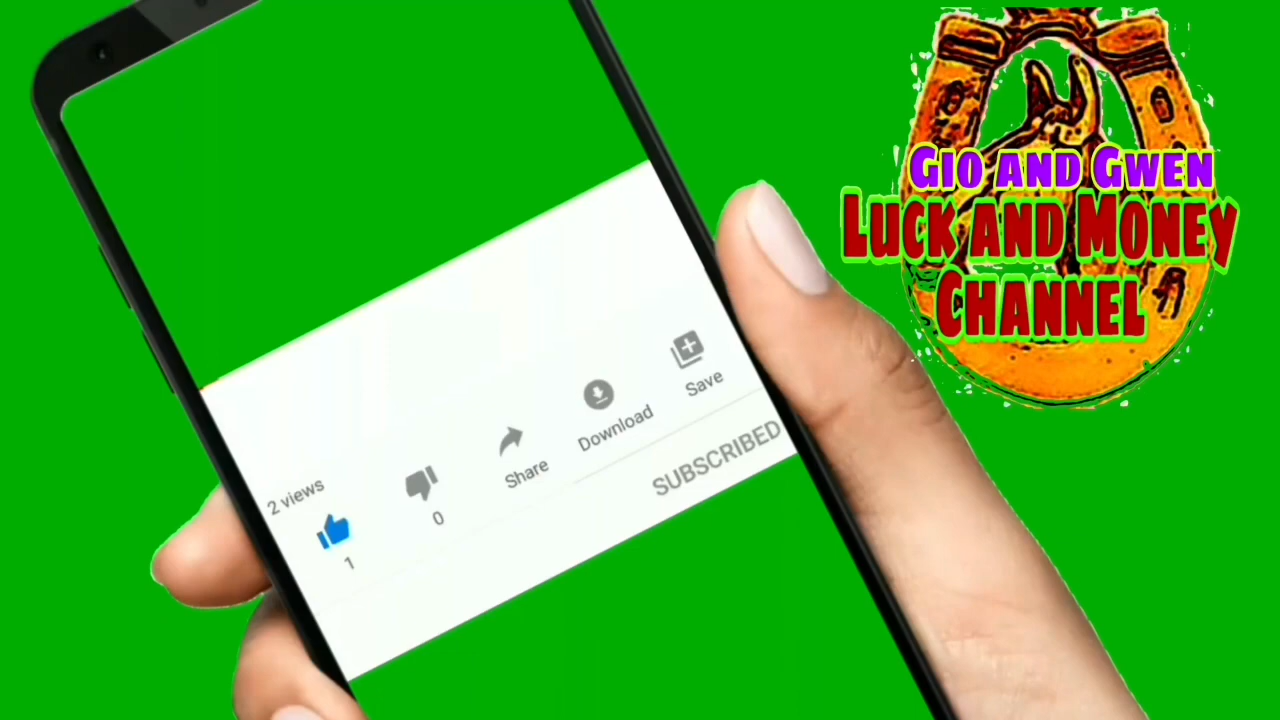 Gio and Gwen
Luck and Money
Channel
2 views
1
0
Share
Download
Save
SUBSCRIBED